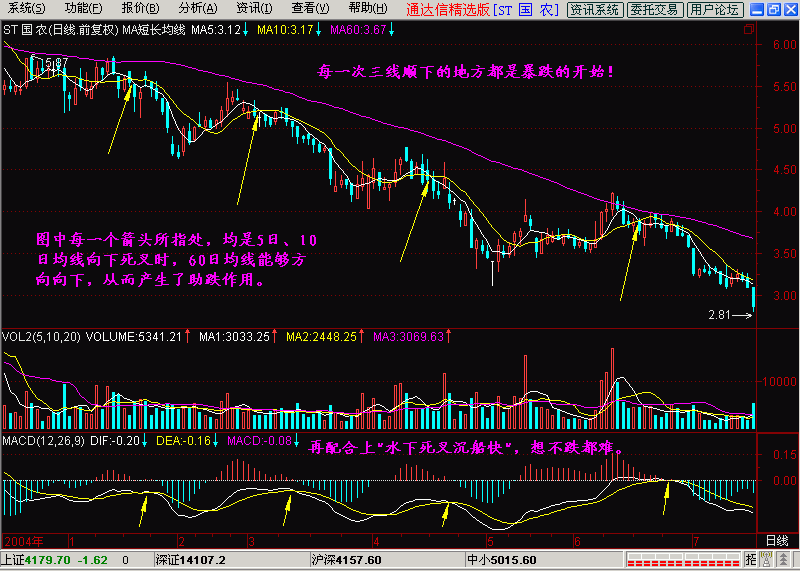 系统(S) 功能(F) 报价(B) 分析(A) 资讯(I) 查看(V) 帮助(H) 通达信精选版[ST 国 农] 资讯系统 委托交易 用户论坛
ST 国 农(日线.前复权) MA短长均线 MA5:3.12↓ MA10:3.17↓ MA60:3.67↓
6.00
5.87
每一次三线顺下的地方都是暴跌的开始！
5.50
5.00
4.50
4.00
图中每一个箭头所指处，均是5日、10
日均线向下死叉时，60日均线能够方
向向下，从而产生了助跌作用。
3.50
3.00
2.81
VOL2(5,10,20) VOLUME:5341.21↑ MA1:3033.25↑ MA2:2448.25↑ MA3:3069.63↑
10000
MACD(12,26,9) DIF:-0.20↓ DEA:-0.16↓ MACD:-0.08↓
再配合上"水下死叉沉船快"，想不跌都难。
0.15
0.00
2004年 1 2 3 4 5 6 7 日线
上证4179.70 -1.62 0 深证14107.2 沪深4157.60 中小5015.60 招